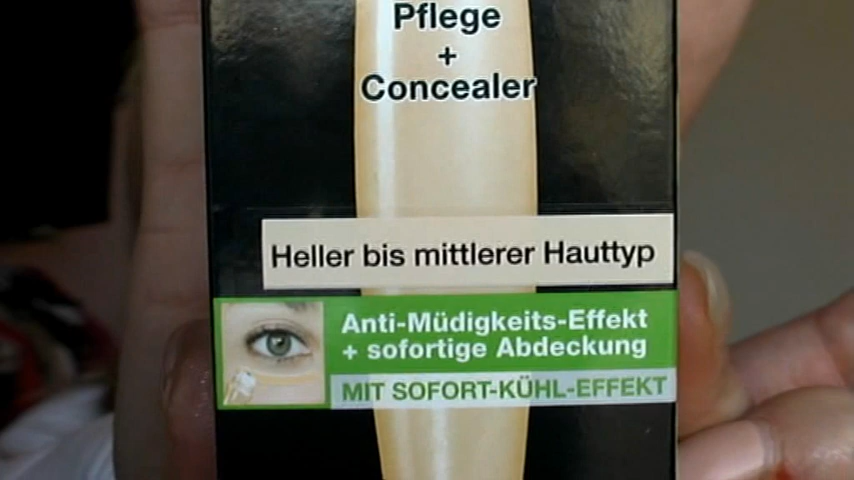 Pflege
+
Concealer
Heller bis mittlerer Hauttyp
Anti-Müdigkeits-Effekt
+ sofortige Abdeckung
MIT SOFORT-KÜHL-EFFEKT